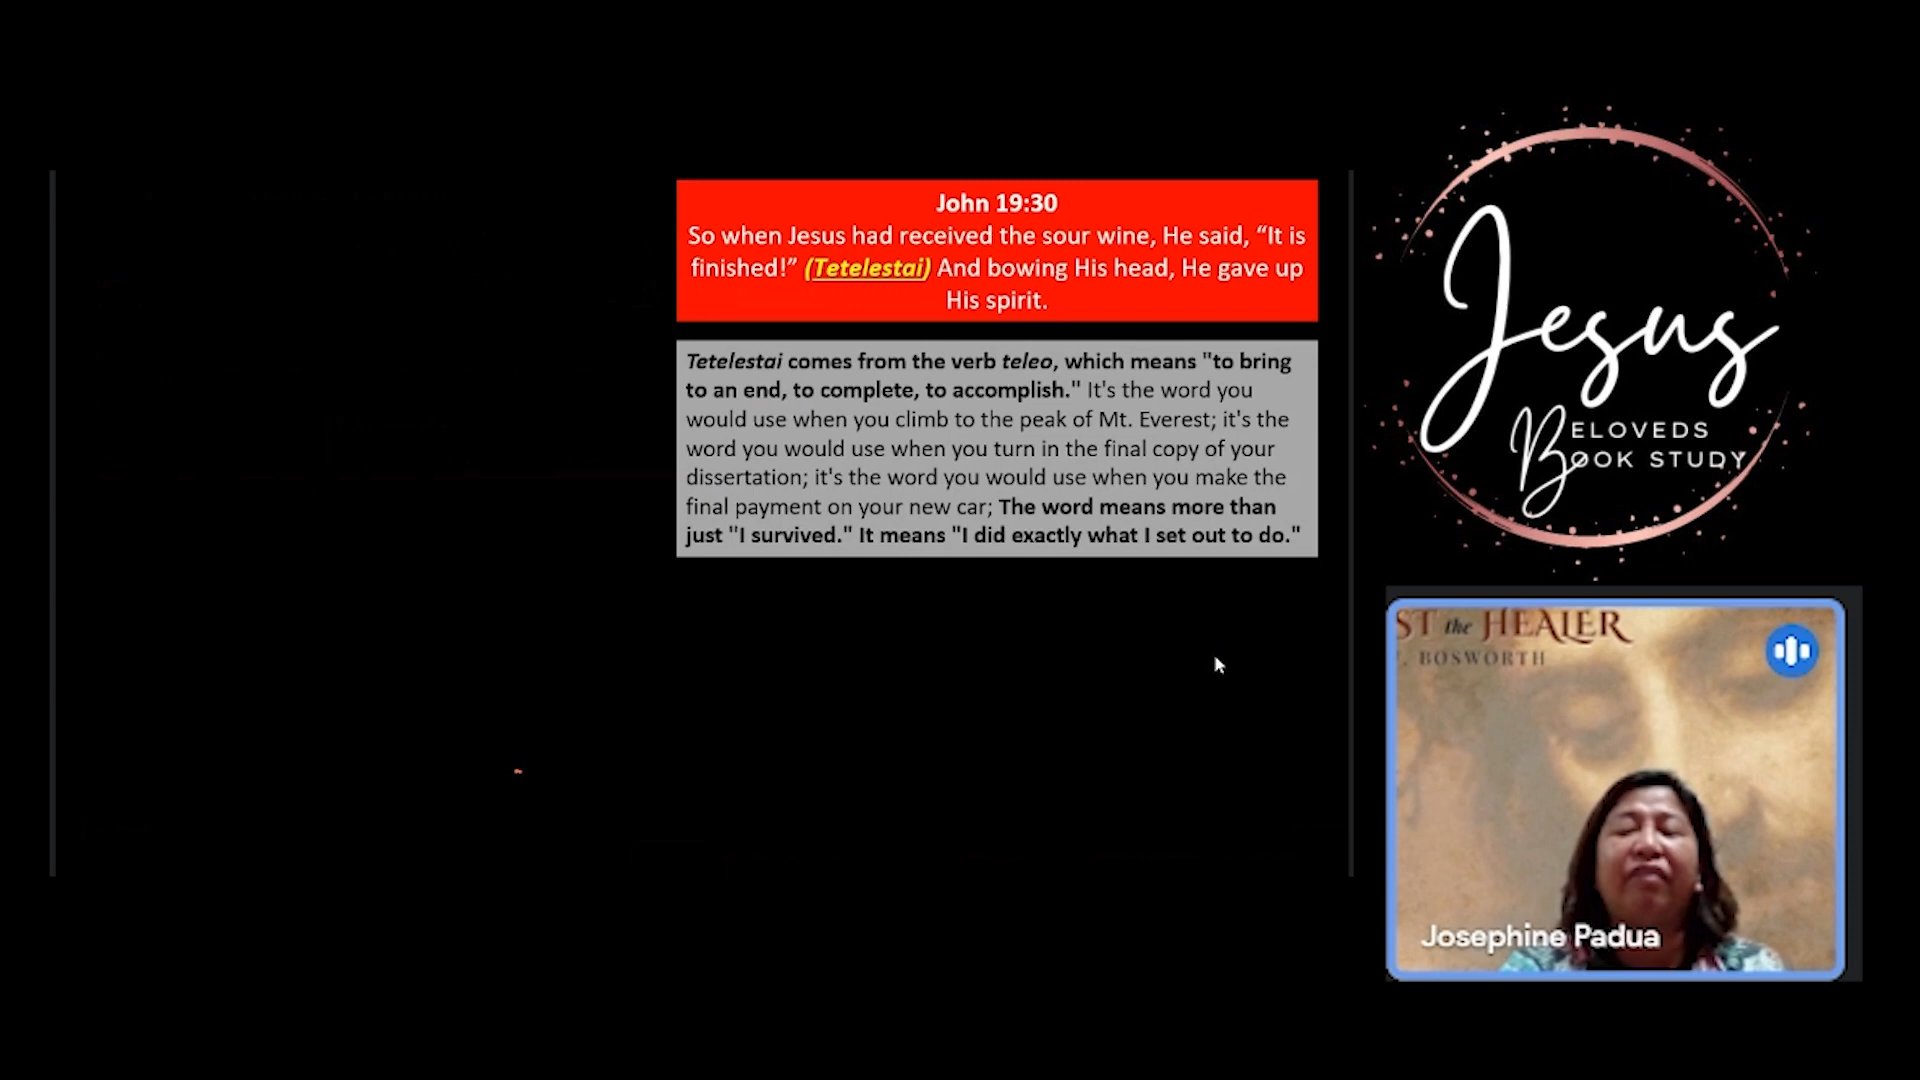 John 19:30
So when Jesus had received the sour wine, He said, “It is
finished!” (Tetelestai) And bowing His head, He gave up
His spirit.
Tetelestai comes from the verb teleo, which means "to bring
to an end, to complete, to accomplish." It's the word you
would use when you climb to the peak of Mt. Everest; it's the
word you would use when you turn in the final copy of your
dissertation; it's the word you would use when you make the
final payment on your new car; The word means more than
just "I survived." It means "I did exactly what I set out to do."
Jesus
BELOVEDS
BOOK STUDY
ST the HEALER
. BOSWORTH
Josephine Padua